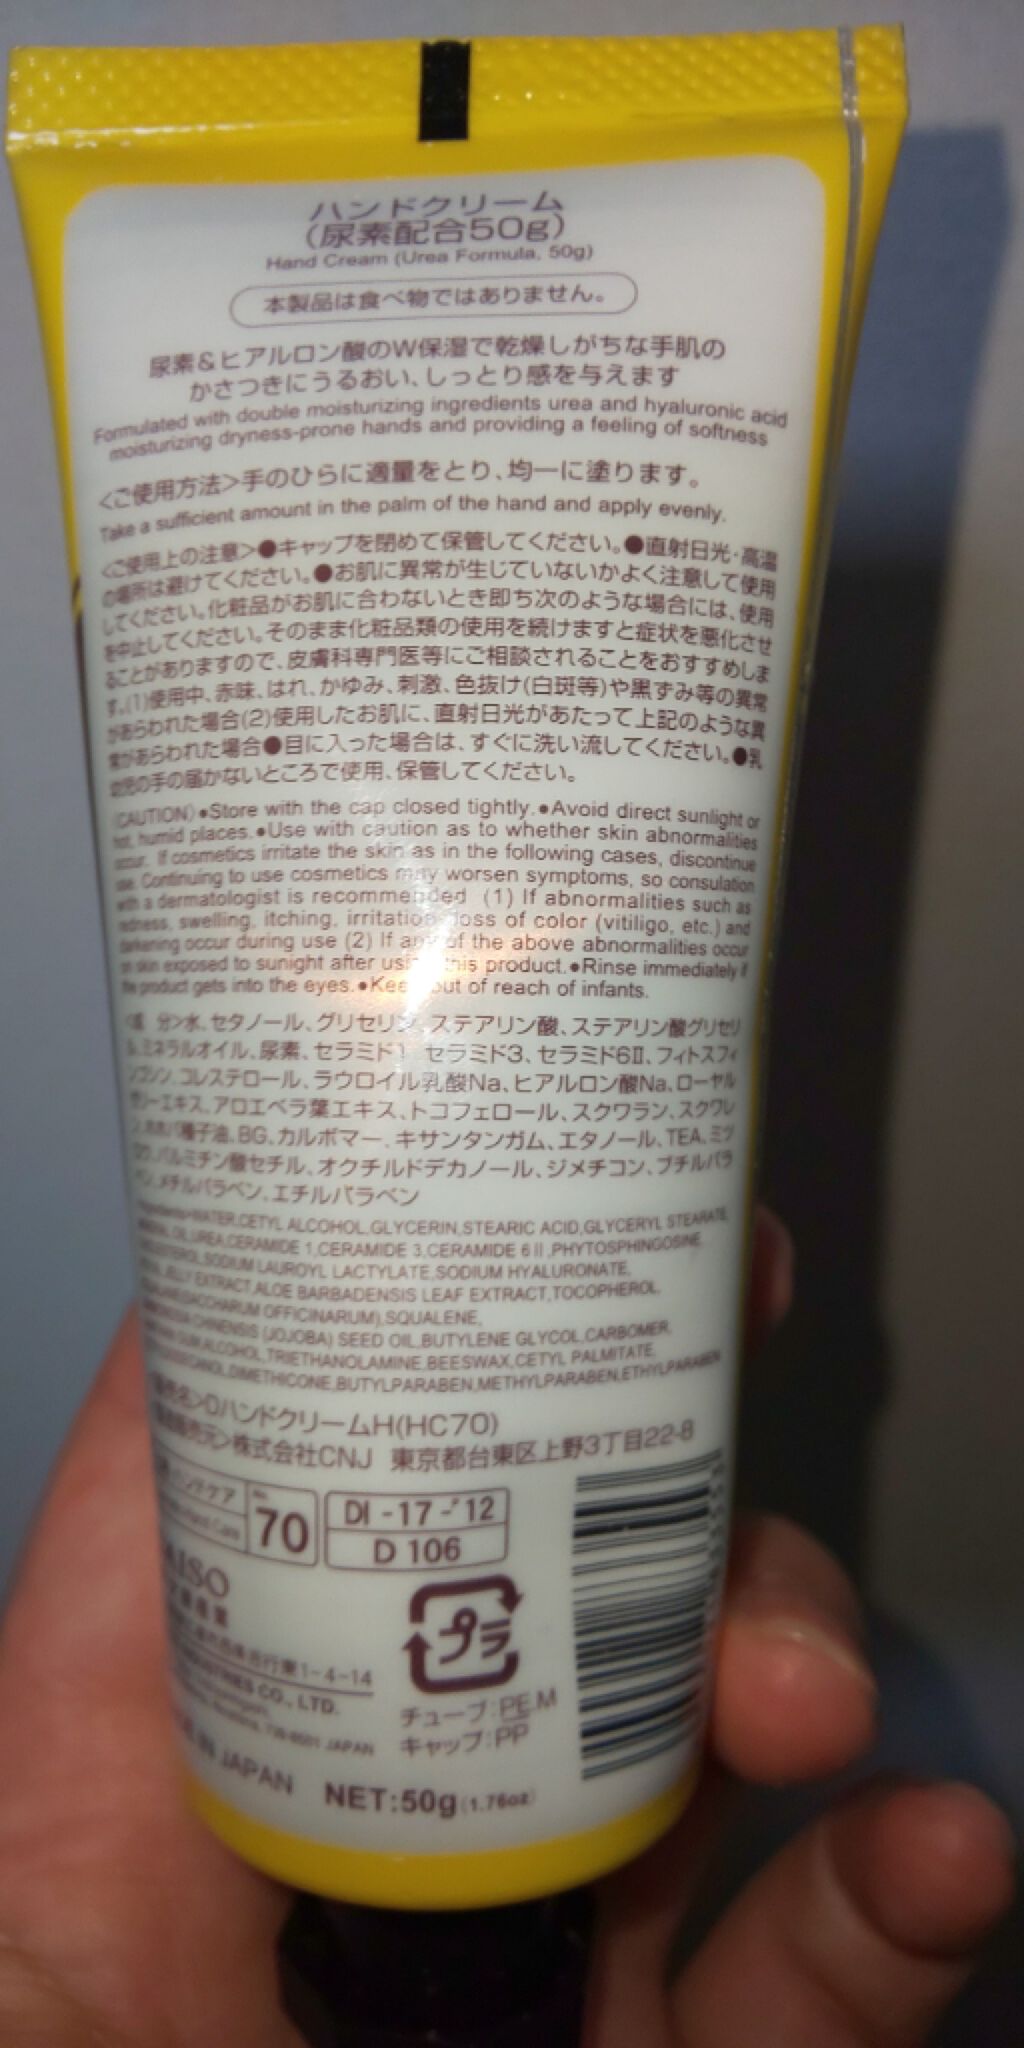 ハンドクリーム
(尿素配合50g)
Hand Cream (Urea Formula, 50g)
本製品は食べ物ではありません。
尿素&ヒアルロン酸のW保湿で乾燥しがちな手肌の
かさつきにうるおい、しっとり感を与えます
Formulated with double moisturizing ingredients urea and hyaluronic acid
moisturizing dryness-prone hands and providing a feeling of softness
<ご使用方法>手のひらに適量をとり、均一に塗ります。
Take a sufficient amount in the palm of the hand and apply evenly.
<ご使用上の注意>●キャップを閉めて保管してください。●直射日光・高温
の場所は避けてください。●お肌に異常が生じていないかよく注意して使用
してください。化粧品がお肌に合わないとき即ち次のような場合には、使用
を中止してください。そのまま化粧品類の使用を続けますと症状を悪化させ
ることがありますので、皮膚科専門医等にご相談されることをおすすめしま
す。(1)使用中、赤味、はれ、かゆみ、刺激、色抜け(白斑等)や黒ずみ等の異常
があらわれた場合(2)使用したお肌に、直射日光があたって上記のような異
常があらわれた場合●目に入った場合は、すぐに洗い流してください。●乳
幼児の手の届かないところで使用、保管してください。
(CAUTION)●Store with the cap closed tightly.●Avoid direct sunlight or
hot, humid places.●Use with caution as to whether skin abnormalities
occur. If cosmetics irritate the skin as in the following cases, discontinue
use. Continuing to use cosmetics may worsen symptoms, so consulation
with a dermatologist is recommended. (1) If abnormalities such as
redness, swelling, itching, irritation, loss of color (vitiligo, etc.) and
darkening occur during use (2) If any of the above abnormalities occur
on skin exposed to sunight after using this product.●Rinse immediately if
the product gets into the eyes.●Keep out of reach of infants.
<成 分>水、セタノール、グリセリン、ステアリン酸、ステアリン酸グリセリ
ル、ミネラルオイル、尿素、セラミド1、セラミド3、セラミド6Ⅱ、フィトスフィ
ンゴシン、コレステロール、ラウロイル乳酸Na、ヒアルロン酸Na、ローヤル
ゼリーエキス、アロエベラ葉エキス、トコフェロール、スクワラン、スクワレ
ン、ホホバ種子油、BG、カルボマー、キサンタンガム、エタノール、TEA、ミツ
ロウ、パルミチン酸セチル、オクチルドデカノール、ジメチコン、ブチルパラ
ベン、メチルパラベン、エチルパラベン
WATER,CETYL ALCOHOL,GLYCERIN,STEARIC ACID,GLYCERYL STEARATE,
OIL,UREA,CERAMIDE 1,CERAMIDE 3,CERAMIDE 6 II ,PHYTOSPHINGOSINE,
SODIUM LAUROYL LACTYLATE,SODIUM HYALURONATE,
JELLY EXTRACT,ALOE BARBADENSIS LEAF EXTRACT,TOCOPHEROL,
(SACCHARUM OFFICINARUM),SQUALENE,
CHINENSIS (JOJOBA) SEED OIL,BUTYLENE GLYCOL,CARBOMER,
GUM,ALCOHOL,TRIETHANOLAMINE,BEESWAX,CETYL PALMITATE,
DIMETHICONE,BUTYLPARABEN,METHYLPARABEN,ETHYLPARABEN
DハンドクリームH(HC70)
株式会社CNJ 東京都台東区上野3丁目22-8
ハンドケア
Hand Care
No.
70
DI -17 -'12
D 106
1-4-14
CO., LTD.
JAPAN
IN JAPAN
プラ
チューブ:PE,M
キャップ:PP
NET:50g(1.76oz)